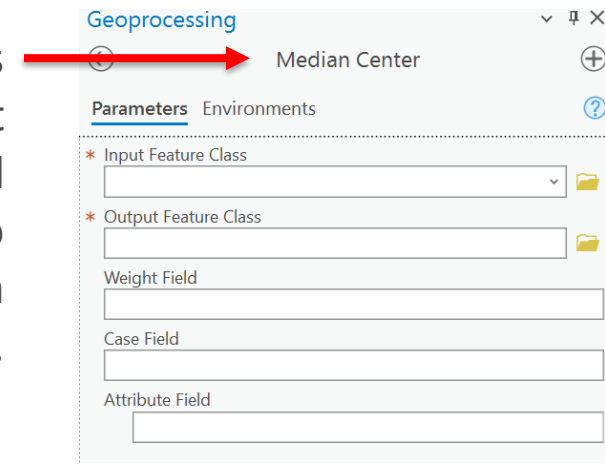 Geoprocessing
Median Center
Parameters Environments
* Input Feature Class
* Output Feature Class
Weight Field
Case Field
Attribute Field